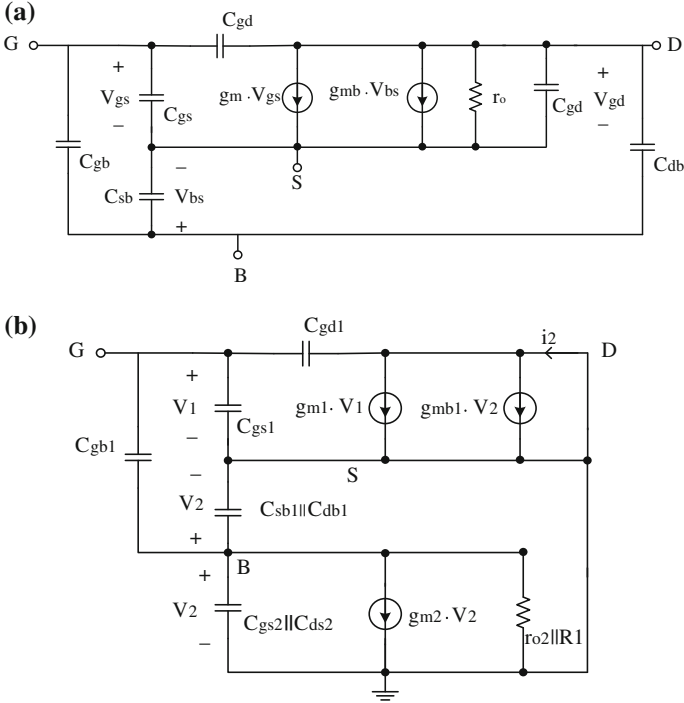 (a)
G
Cgd
D
+
Vgs
–
Cgs
gm·Vgs
gmb·Vbs
ro
Cgd
+
Vgd
–
Cgb
Csb
–
Vbs
+
S
Cdb
B
(b)
G
Cgd1
i2
D
+
V1
–
Cgs1
gm1·V1
gmb1·V2
Cgb1
–
V2
+
S
Csb1||Cdb1
B
+
V2
–
Cgs2||Cds2
gm2·V2
ro2||R1